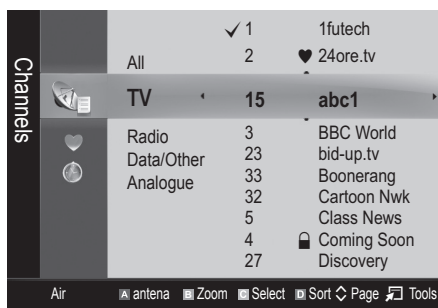 Channels
1 1futech
All 2 24ore.tv
TV 15 abc1
Radio 3 BBC World
Data/Other 23 bid-up.tv
Analogue 33 Boonerang
32 Cartoon Nwk
5 Class News
4 Coming Soon
27 Discovery
Air A antena B Zoom C Select D Sort Page Tools